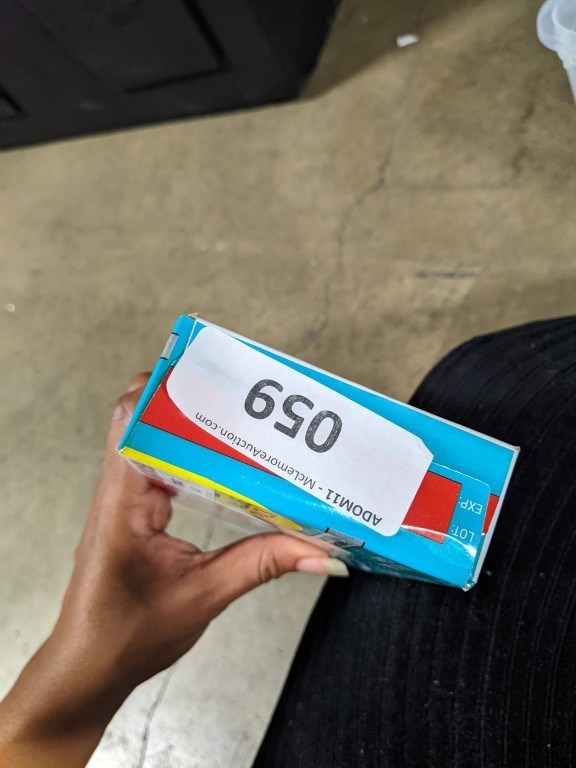 ADOM11 - McLemoreAuction.com
059
LOT:
EXP: